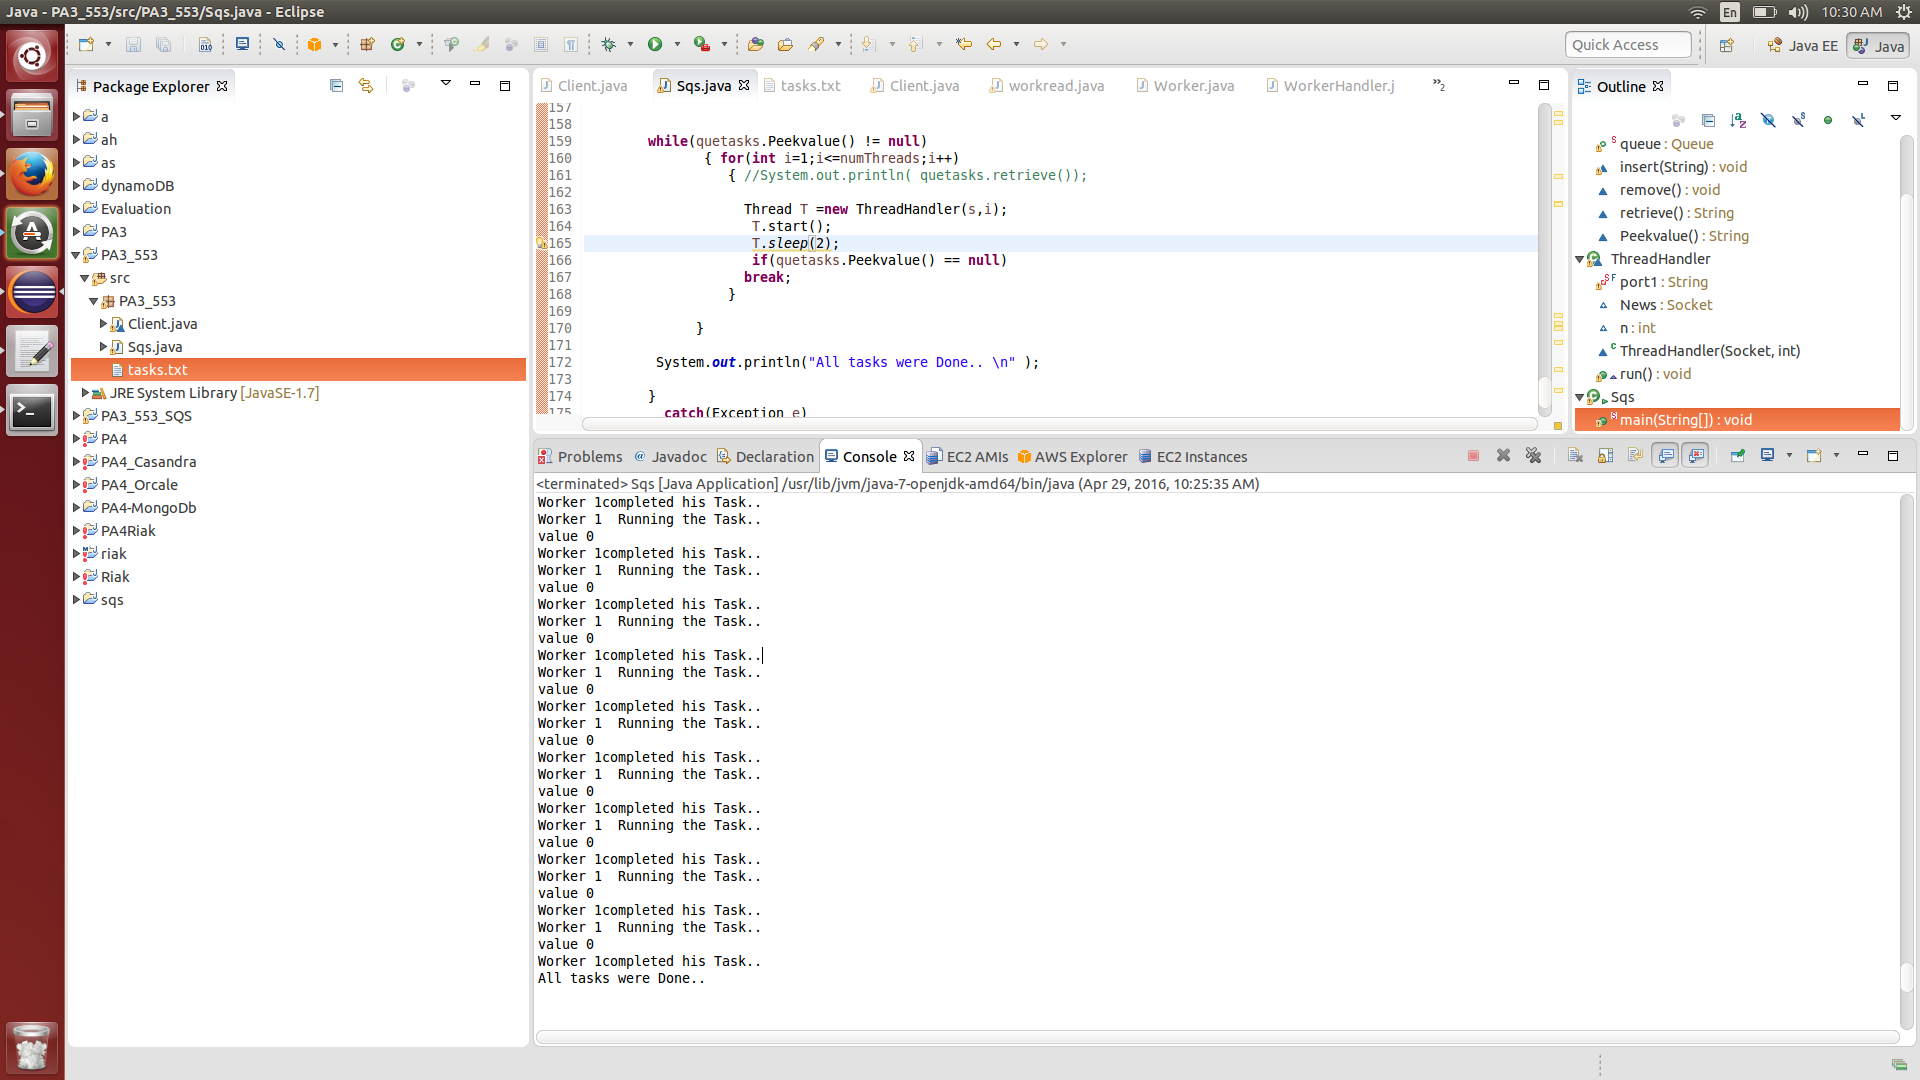 Java - PA3_553/src/PA3_553/Sqs.java - Eclipse
En
10:30 AM
Quick Access
Java EE
Java
Package Explorer
a
ah
as
dynamoDB
Evaluation
PA3
PA3_553
src
PA3_553
Client.java
Sqs.java
tasks.txt
JRE System Library [JavaSE-1.7]
PA3_553_SQS
PA4
PA4_Casandra
PA4_Orcale
PA4-MongoDb
PA4Riak
riak
Riak
sqs
Client.java
Sqs.java
tasks.txt
Client.java
workread.java
Worker.java
WorkerHandler.j
»2
157
158
159 while(quetasks.Peekvalue() != null)
160 { for(int i=1;i<=numThreads;i++)
161 { //System.out.println( quetasks.retrieve());
162
163 Thread T =new ThreadHandler(s,i);
164 T.start();
165 T.sleep(2);
166 if(quetasks.Peekvalue() == null)
167 break;
168 }
169
170 }
171
172 System.out.println("All tasks were Done.. \n" );
173
174 }
175 catch(Exception e)
Outline
queue : Queue
insert(String) : void
remove() : void
retrieve() : String
Peekvalue() : String
ThreadHandler
port1 : String
News : Socket
n : int
ThreadHandler(Socket, int)
run() : void
Sqs
main(String[]) : void
Problems
Javadoc
Declaration
Console
EC2 AMIs
AWS Explorer
EC2 Instances
<terminated> Sqs [Java Application] /usr/lib/jvm/java-7-openjdk-amd64/bin/java (Apr 29, 2016, 10:25:35 AM)
Worker 1completed his Task..
Worker 1  Running the Task..
value 0
Worker 1completed his Task..
Worker 1  Running the Task..
value 0
Worker 1completed his Task..
Worker 1  Running the Task..
value 0
Worker 1completed his Task..
Worker 1  Running the Task..
value 0
Worker 1completed his Task..
Worker 1  Running the Task..
value 0
Worker 1completed his Task..
Worker 1  Running the Task..
value 0
Worker 1completed his Task..
Worker 1  Running the Task..
value 0
Worker 1completed his Task..
Worker 1  Running the Task..
value 0
Worker 1completed his Task..
Worker 1  Running the Task..
value 0
Worker 1completed his Task..
All tasks were Done..